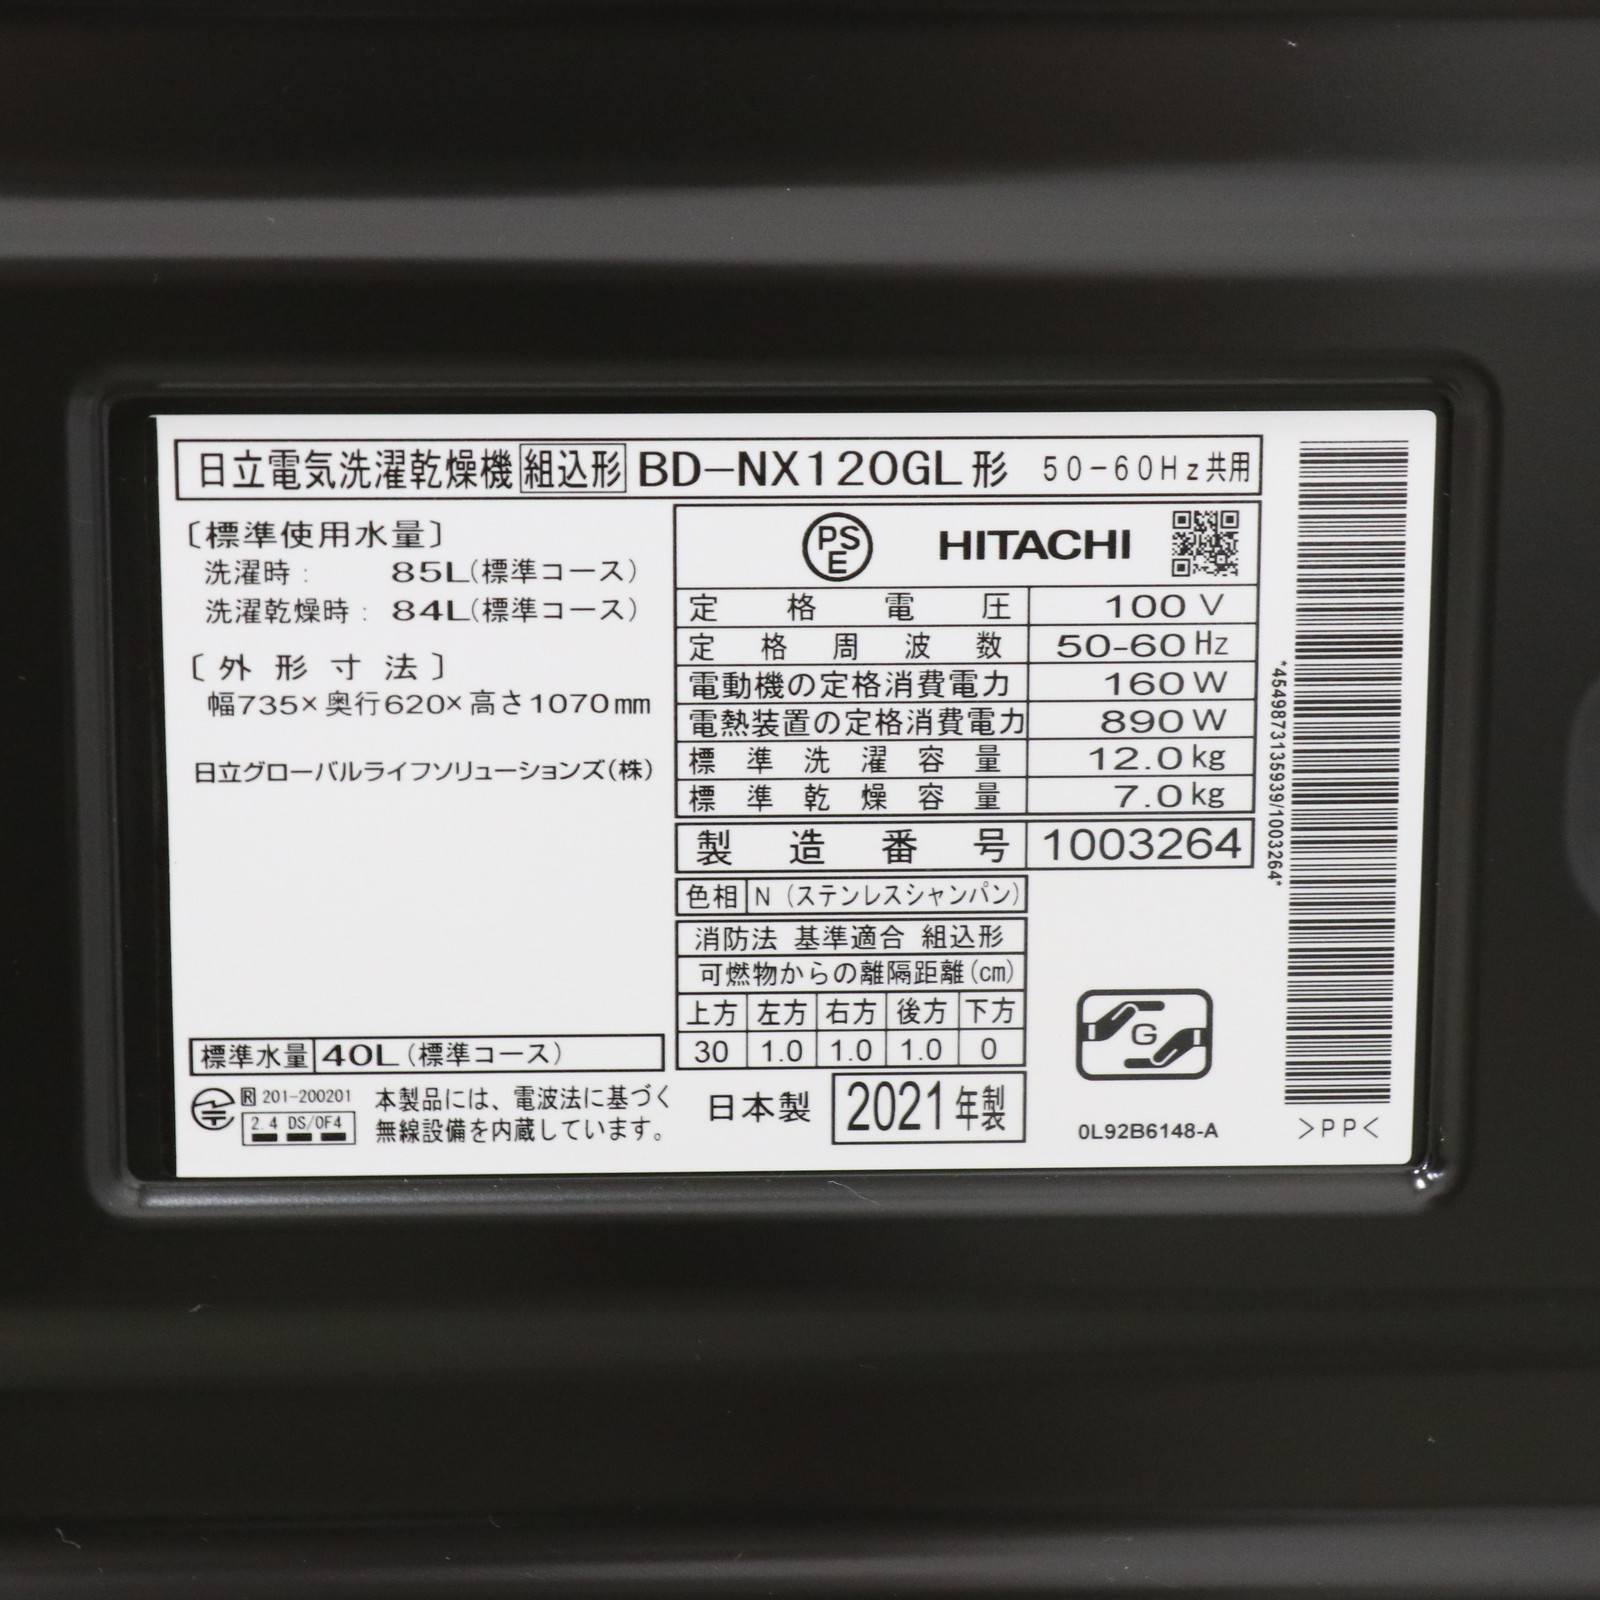 日立電気洗濯乾燥機 組込形 BD-NX120GL形 50-60Hz共用
〔標準使用水量〕
洗濯時: 85L(標準コース)
洗濯乾燥時: 84L(標準コース)
〔外形寸法〕
幅735×奥行620×高さ1070mm
日立グローバルライフソリューションズ(株)
標準水量 40L(標準コース)
R 201-200201
2.4 DS/OF4
本製品には、電波法に基づく
無線設備を内蔵しています。
PSE HITACHI
定格電圧 100V
定格周波数 50-60Hz
電動機の定格消費電力 160W
電熱装置の定格消費電力 890W
標準洗濯容量 12.0kg
標準乾燥容量 7.0kg
製造番号 1003264
色相 N(ステンレスシャンパン)
消防法 基準適合 組込形
可燃物からの離隔距離(cm)
上方 左方 右方 後方 下方
30 1.0 1.0 1.0 0
日本製 2021年製
G
0L92B6148-A
*4549873135939/1003264*
>PP<